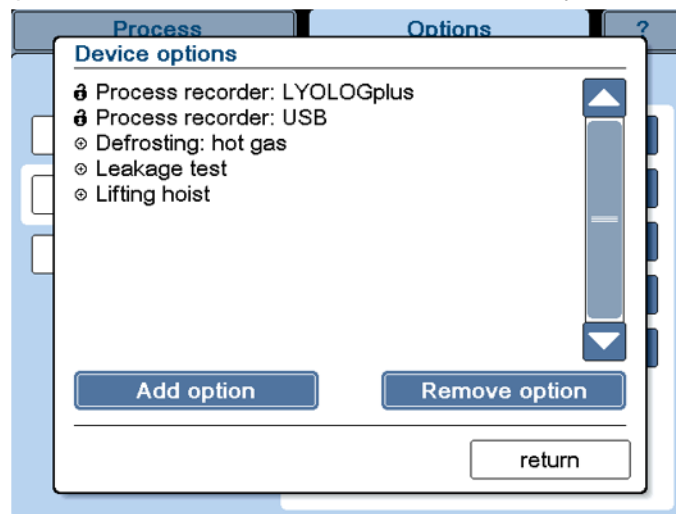 Process Options ?
Device options
Process recorder: LYOLOGplus
Process recorder: USB
Defrosting: hot gas
Leakage test
Lifting hoist
Add option Remove option
return